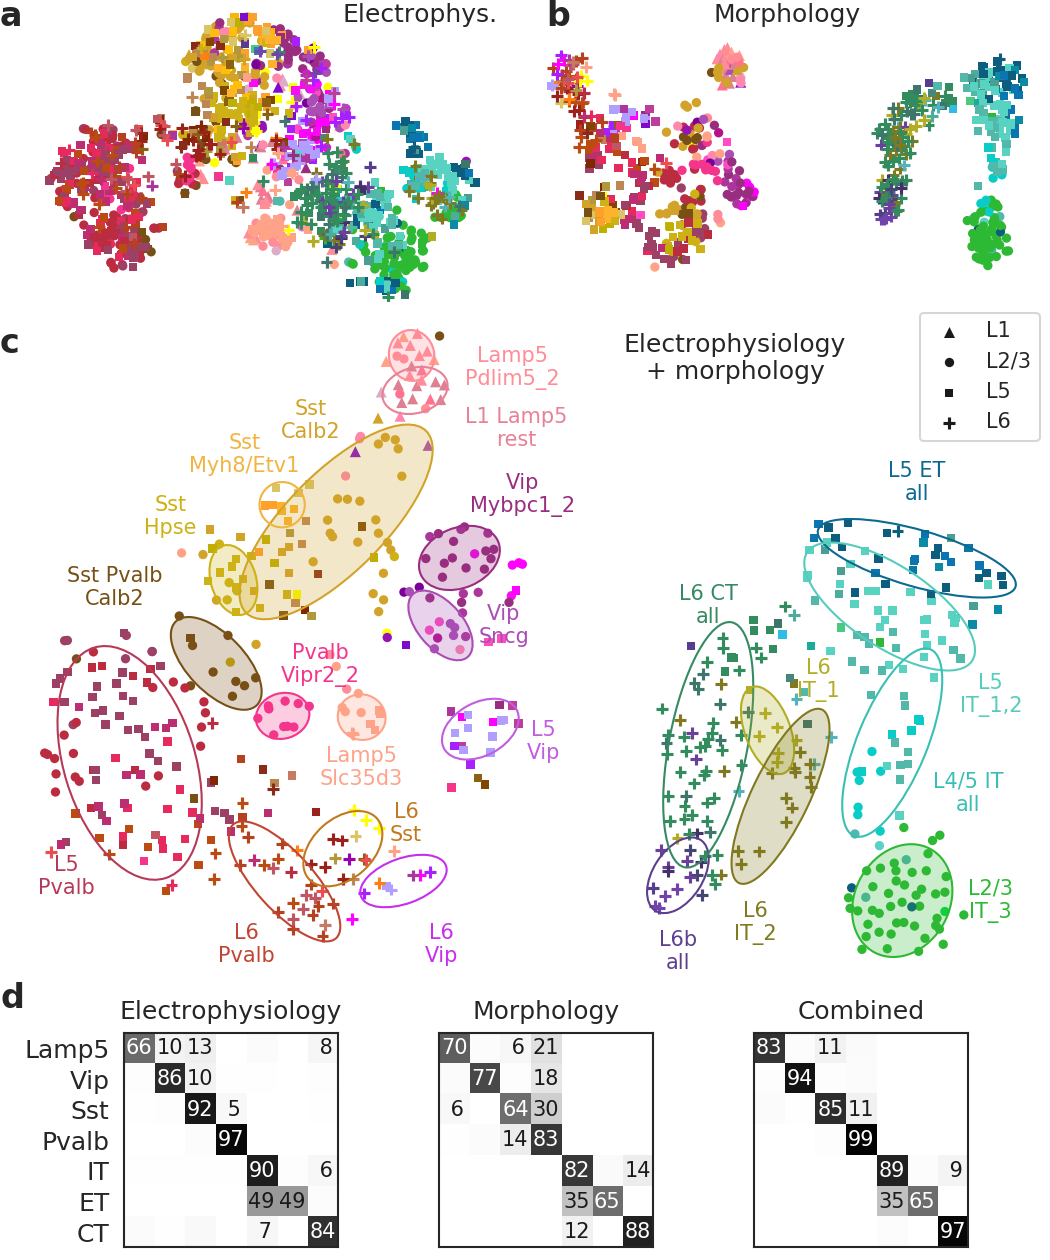 a
Electrophys.
b
Morphology
c
Electrophysiology
+ morphology
L1
L2/3
L5
L6
Lamp5
Pdlim5_2
L1 Lamp5
rest
Sst
Calb2
Sst
Myh8/Etv1
Sst
Hpse
Vip
Mybpc1_2
Sst Pvalb
Calb2
Vip
Sncg
Pvalb
Vipr2_2
Lamp5
Slc35d3
L5
Vip
L6
Sst
L5
Pvalb
L6
Pvalb
L6
Vip
L5 ET
all
L6 CT
all
L6
IT_1
L5
IT_1,2
L4/5 IT
all
L6
IT_2
L2/3
IT_3
L6b
all
d
Electrophysiology
Morphology
Combined
Lamp5 66 10 13 8 70 6 21 83 11
Vip 86 10 77 18 94
Sst 92 5 6 64 30 85 11
Pvalb 97 14 83 99
IT 90 6 82 14 89 9
ET 49 49 35 65 35 65
CT 7 84 12 88 97